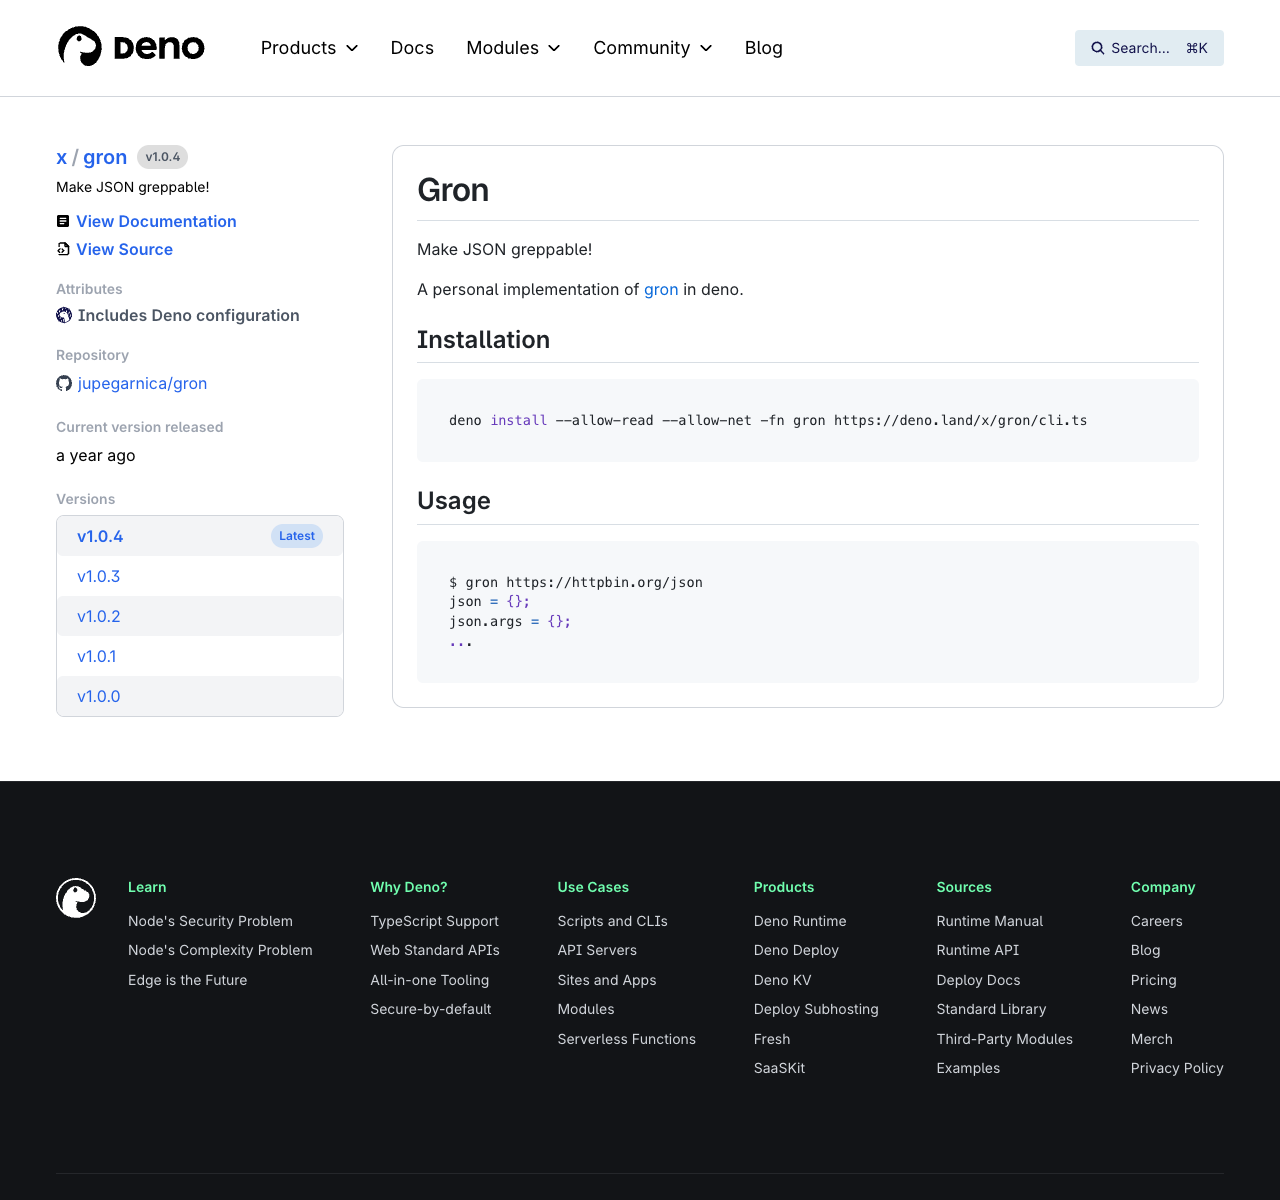 DENO
Products
Docs
Modules
Community
Blog
Search... ⌘K
x / gron v1.0.4
Make JSON greppable!
View Documentation
View Source
Attributes
Includes Deno configuration
Repository
jupegarnica/gron
Current version released
a year ago
Versions
v1.0.4 Latest
v1.0.3
v1.0.2
v1.0.1
v1.0.0
Gron
Make JSON greppable!
A personal implementation of gron in deno.
Installation
deno install --allow-read --allow-net -fn gron https://deno.land/x/gron/cli.ts
Usage
$ gron https://httpbin.org/json
json = {};
json.args = {};
...
Learn
Node's Security Problem
Node's Complexity Problem
Edge is the Future
Why Deno?
TypeScript Support
Web Standard APIs
All-in-one Tooling
Secure-by-default
Use Cases
Scripts and CLIs
API Servers
Sites and Apps
Modules
Serverless Functions
Products
Deno Runtime
Deno Deploy
Deno KV
Deploy Subhosting
Fresh
SaaSKit
Sources
Runtime Manual
Runtime API
Deploy Docs
Standard Library
Third-Party Modules
Examples
Company
Careers
Blog
Pricing
News
Merch
Privacy Policy